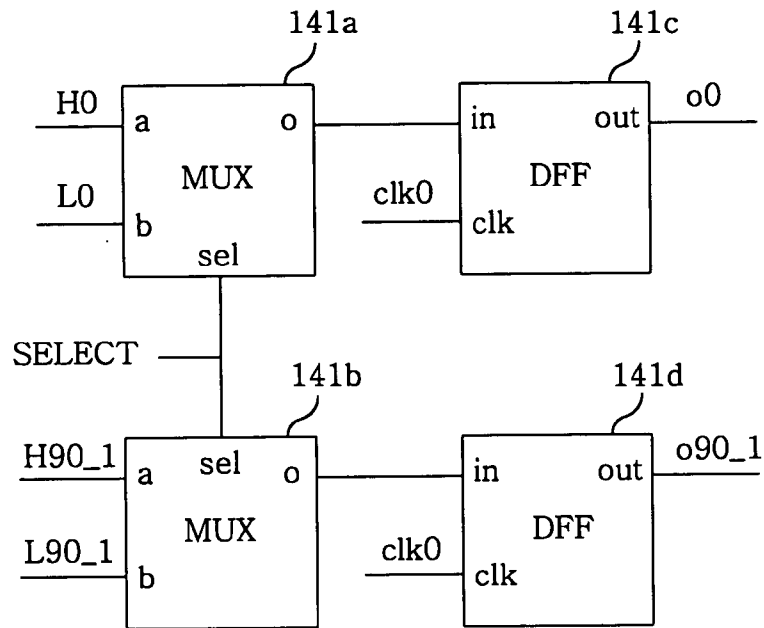 141a
141c
H0
a
o
in
out
o0
MUX
DFF
L0
clk0
b
clk
sel
SELECT
141b
141d
H90_1
a
sel
o
in
out
o90_1
MUX
DFF
L90_1
clk0
b
clk